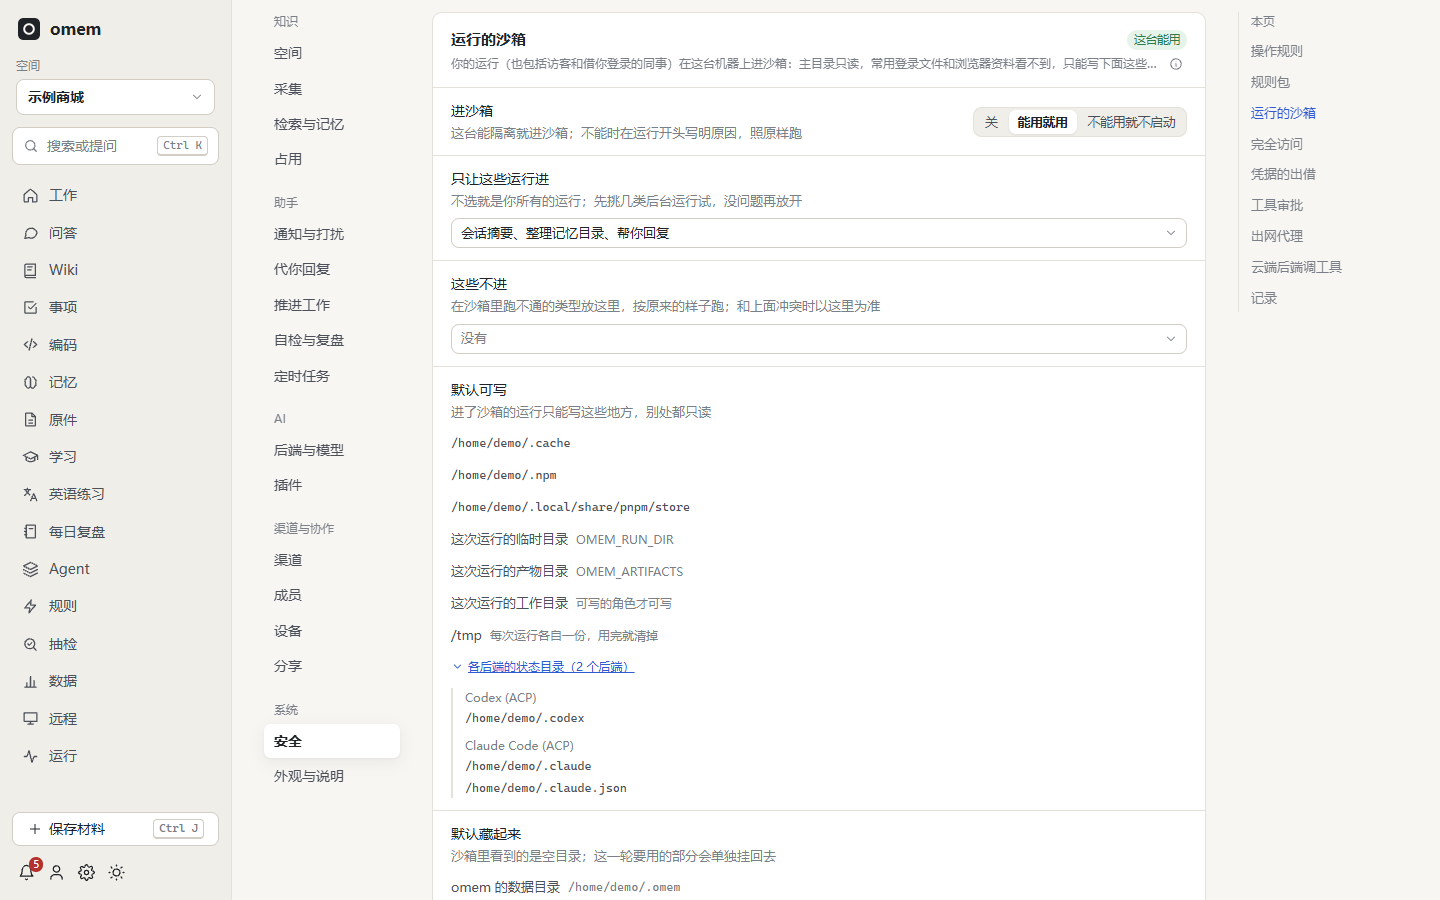 omem
空间
示例商城
搜索或提问 Ctrl K
工作
问答
Wiki
事项
编码
记忆
原件
学习
英语练习
每日复盘
Agent
规则
抽检
数据
远程
运行
保存材料 Ctrl J
5
知识
空间
采集
检索与记忆
占用
助手
通知与打扰
代你回复
推进工作
自检与复盘
定时任务
AI
后端与模型
插件
渠道与协作
渠道
成员
设备
分享
系统
安全
外观与说明
运行的沙箱 这台能用
你的运行（也包括访客和借你登录的同事）在这台机器上进沙箱：主目录只读，常用登录文件和浏览器资料看不到，只能写下面这些...
进沙箱
这台能隔离就进沙箱；不能时在运行开头写明原因，照原样跑
关 能用就用 不能用就不启动
只让这些运行进
不选就是你所有的运行；先挑几类后台运行试，没问题再放开
会话摘要、整理记忆目录、帮你回复
这些不进
在沙箱里跑不通的类型放这里，按原来的样子跑；和上面冲突时以这里为准
没有
默认可写
进了沙箱的运行只能写这些地方，别处都只读
/home/demo/.cache
/home/demo/.npm
/home/demo/.local/share/pnpm/store
这次运行的临时目录 OMEM_RUN_DIR
这次运行的产物目录 OMEM_ARTIFACTS
这次运行的工作目录 可写的角色才可写
/tmp 每次运行各自一份，用完就清掉
各后端的状态目录（2 个后端）
Codex (ACP)
/home/demo/.codex
Claude Code (ACP)
/home/demo/.claude
/home/demo/.claude.json
默认藏起来
沙箱里看到的是空目录；这一轮要用的部分会单独挂回去
omem 的数据目录 /home/demo/.omem
本页
操作规则
规则包
运行的沙箱
完全访问
凭据的出借
工具审批
出网代理
云端后端调工具
记录